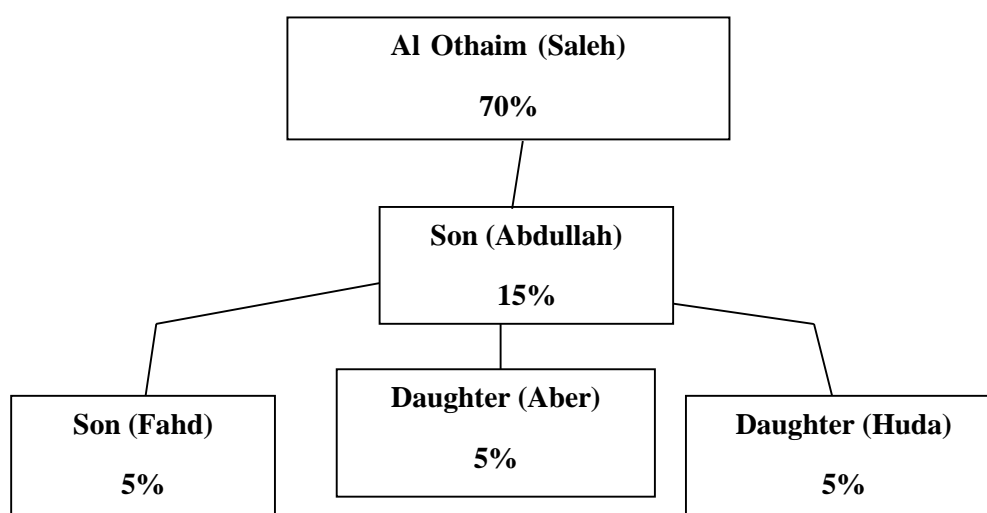 Al Othaim (Saleh)
70%
Son (Abdullah)
15%
Son (Fahd)
5%
Daughter (Aber)
5%
Daughter (Huda)
5%